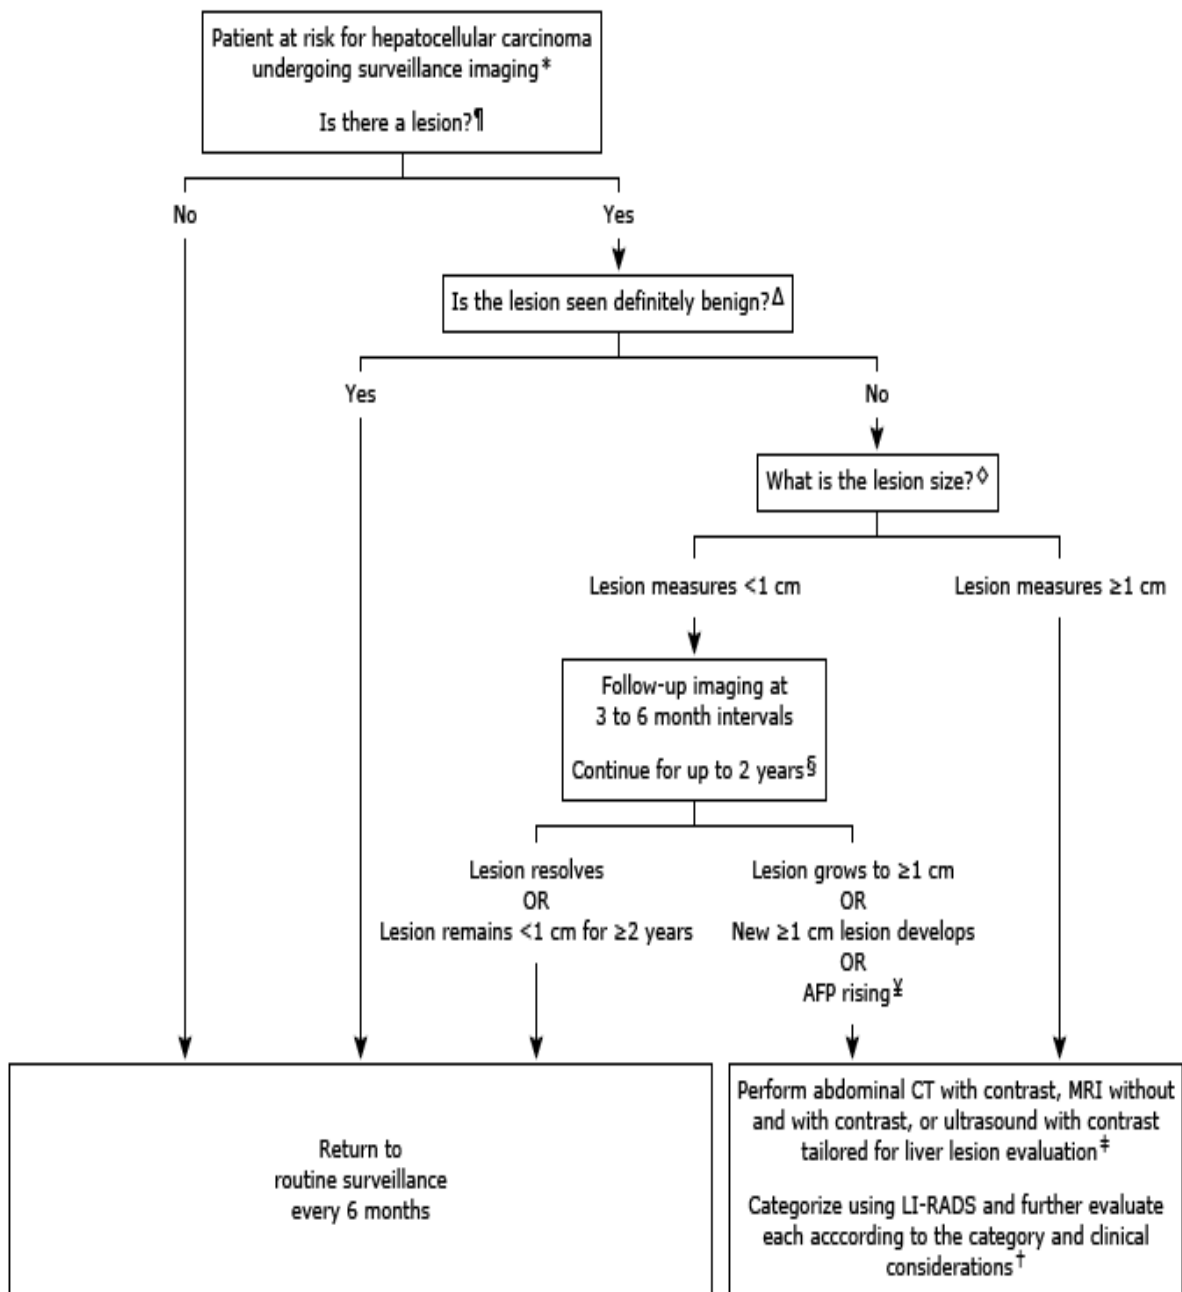 Patient at risk for hepatocellular carcinoma
undergoing surveillance imaging*
Is there a lesion?¶
No
Yes
Is the lesion seen definitely benign?Δ
Yes
No
What is the lesion size?◊
Lesion measures <1 cm
Lesion measures ≥1 cm
Follow-up imaging at
3 to 6 month intervals
Continue for up to 2 years§
Lesion resolves
OR
Lesion remains <1 cm for ≥2 years
Lesion grows to ≥1 cm
OR
New ≥1 cm lesion develops
OR
AFP rising¥
Return to
routine surveillance
every 6 months
Perform abdominal CT with contrast, MRI without
and with contrast, or ultrasound with contrast
tailored for liver lesion evaluation‡
Categorize using LI-RADS and further evaluate
each acccording to the category and clinical
considerations†